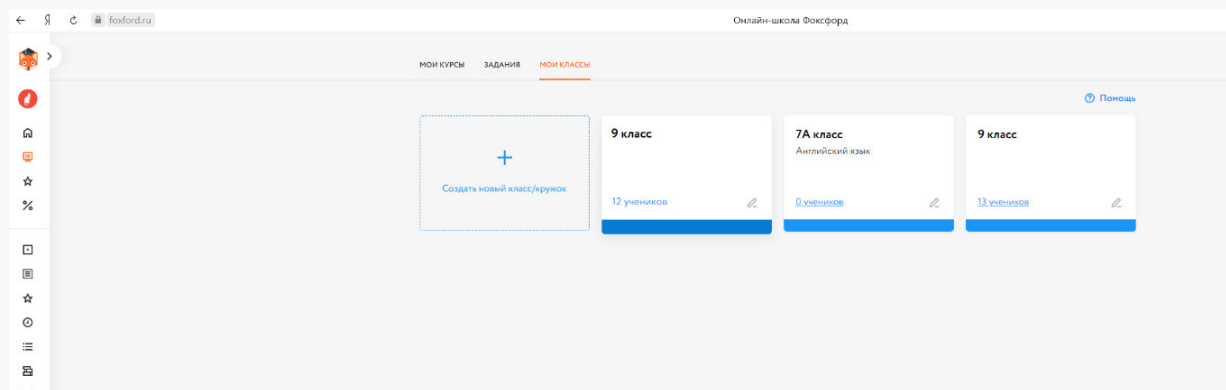 foxford.ru
Онлайн-школа Фоксфорд
МОИ КУРСЫ ЗАДАНИЯ МОИ КЛАССЫ
Помощь
Создать новый класс/кружок
9 класс
12 учеников
7А класс
Английский язык
0 учеников
9 класс
13 учеников